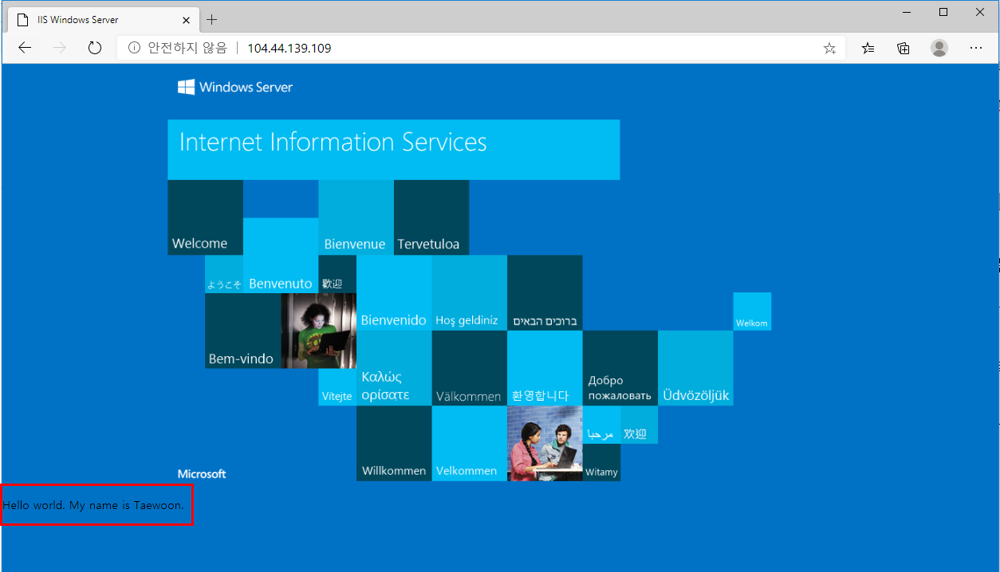 IIS Windows Server
안전하지 않음 104.44.139.109
Windows Server
Internet Information Services
Welcome
Bienvenue
Tervetuloa
ようこそ
Benvenuto
歡迎
Bienvenido
Hoş geldiniz
ברוכים הבאים
Welkom
Bem-vindo
Vítejte
Καλώς
ορίσατε
Välkommen
환영합니다
Добро
пожаловать
Üdvözöljük
Willkommen
Velkommen
مرحبا
欢迎
Witamy
Microsoft
Hello world. My name is Taewoon.